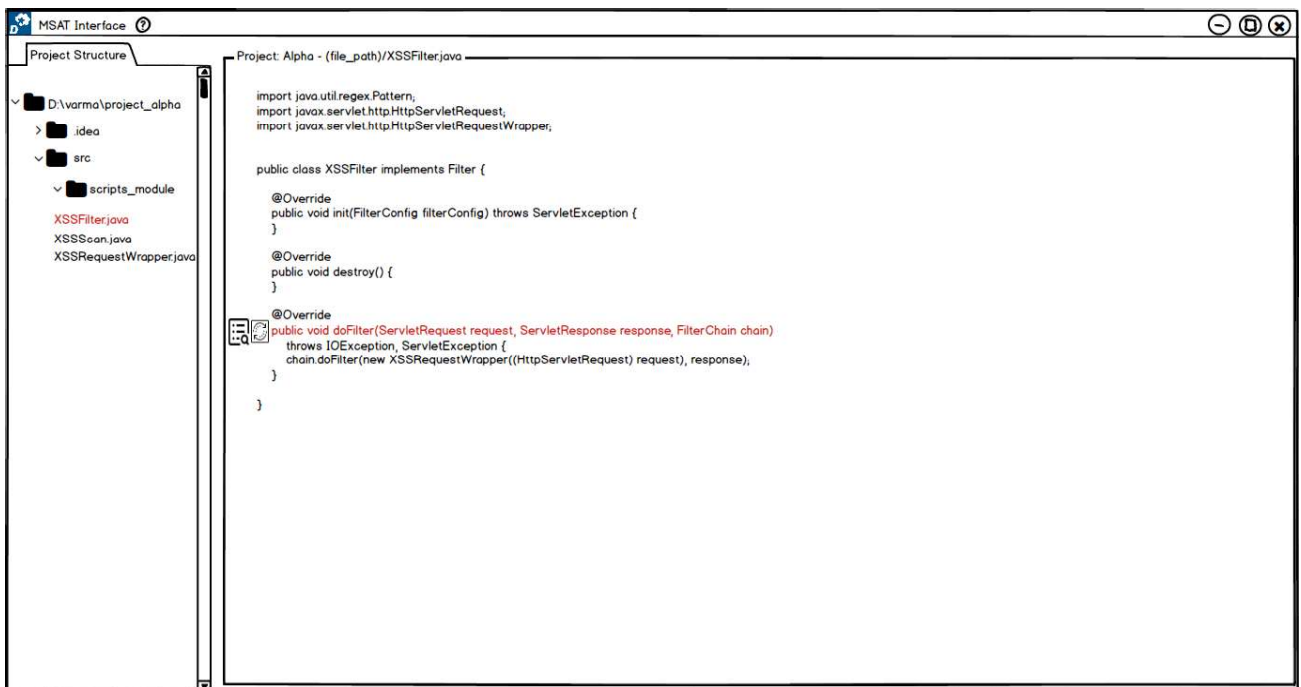 MSAT Interface ?
Project Structure
D:\varma\project_alpha
.idea
src
scripts_module
XSSFilter.java
XSSScan.java
XSSRequestWrapper.java
Project: Alpha - (file_path)/XSSFilter.java
import java.util.regex.Pattern;
import javax.servlet.http.HttpServletRequest;
import javax.servlet.http.HttpServletRequestWrapper;
public class XSSFilter implements Filter {
@Override
public void init(FilterConfig filterConfig) throws ServletException {
}
@Override
public void destroy() {
}
@Override
public void doFilter(ServletRequest request, ServletResponse response, FilterChain chain)
throws IOException, ServletException {
chain.doFilter(new XSSRequestWrapper((HttpServletRequest) request), response);
}
}